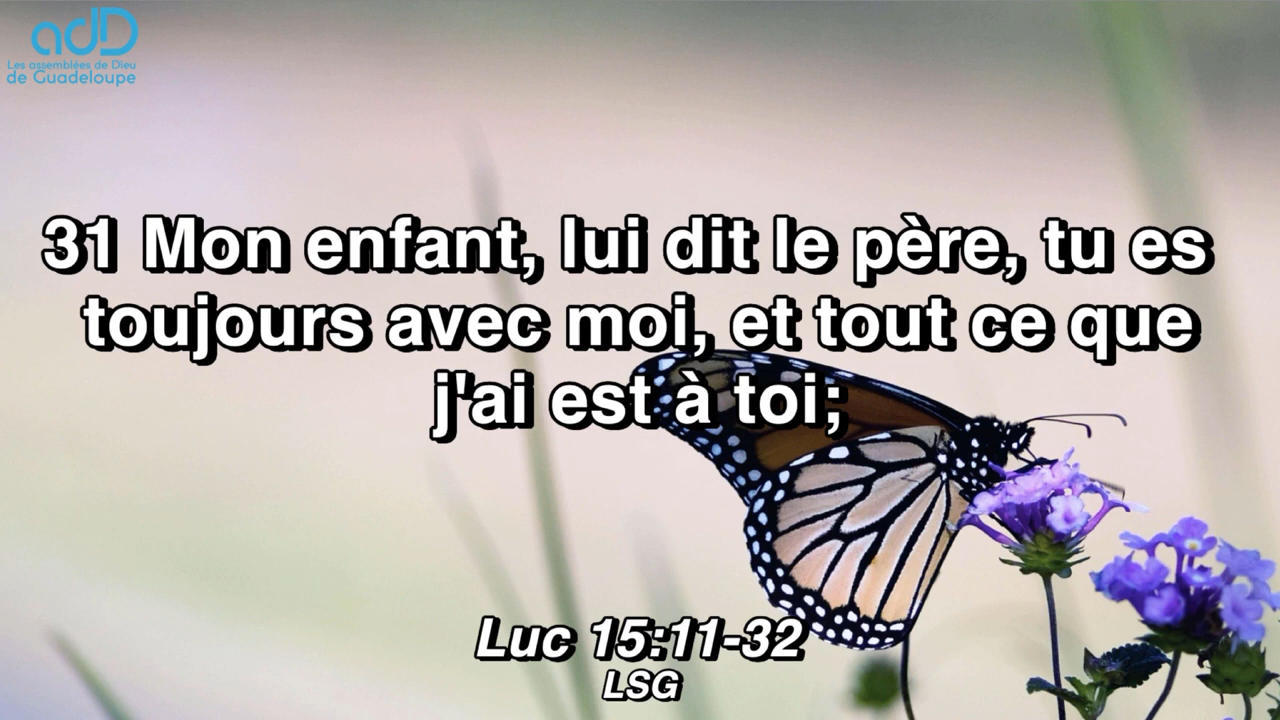 adD
Les assemblées de Dieu
de Guadeloupe
31 Mon enfant, lui dit le père, tu es
toujours avec moi, et tout ce que
j'ai est à toi;
Luc 15:11-32
LSG